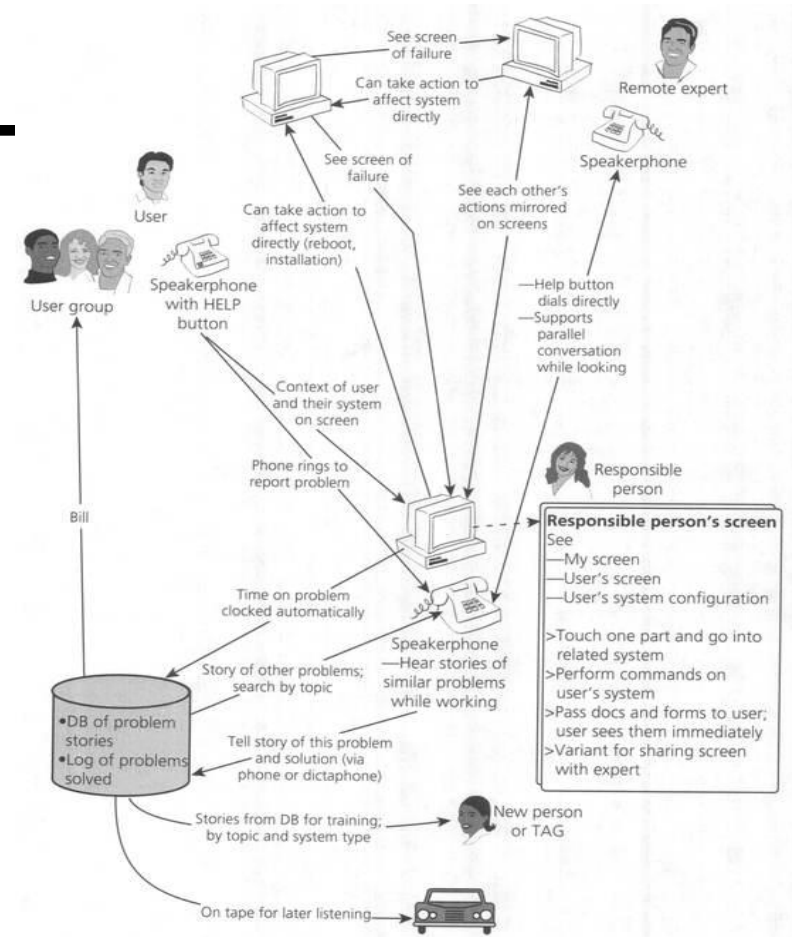 See screen
of failure
Can take action to
affect system
directly
Remote expert
Speakerphone
See screen of
failure
User
Can take action to
affect system
directly (reboot,
installation)
See each other's
actions mirrored
on screens
User group
Speakerphone
with HELP
button
—Help button
dials directly
—Supports
parallel
conversation
while looking
Context of user
and their system
on screen
Phone rings to
report problem
Bill
Responsible
person
Responsible person's screen
See
—My screen
—User's screen
—User's system configuration
>Touch one part and go into
related system
>Perform commands on
user's system
>Pass docs and forms to user;
user sees them immediately
>Variant for sharing screen
with expert
Time on problem
clocked automatically
Speakerphone
—Hear stories of
similar problems
while working
Story of other problems;
search by topic
•DB of problem
stories
•Log of problems
solved
Tell story of this problem
and solution (via
phone or dictaphone)
Stories from DB for training;
by topic and system type
New person
or TAG
On tape for later listening